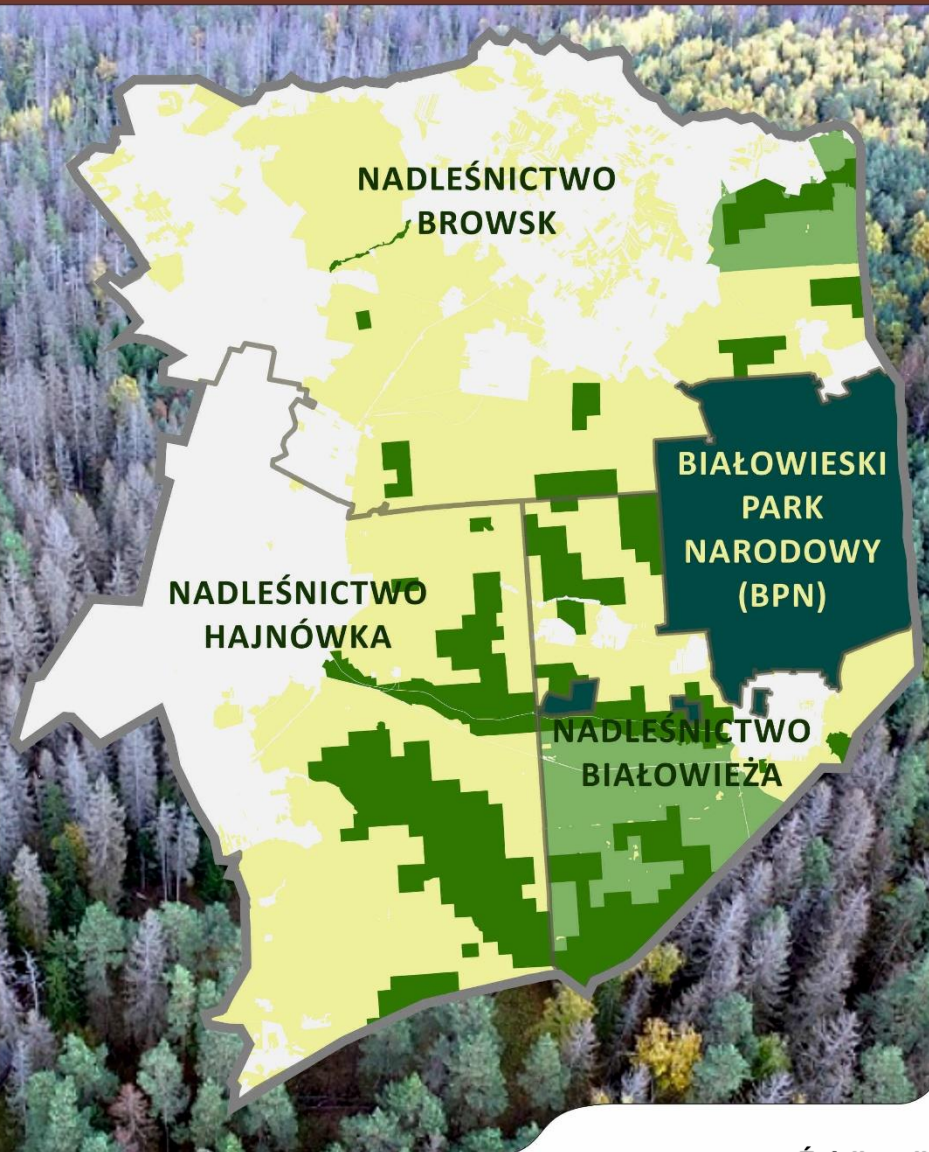 NADLEŚNICTWO
BROWSK
BIAŁOWIESKI
PARK
NARODOWY
(BPN)
NADLEŚNICTWO
HAJNÓWKA
NADLEŚNICTWO
BIAŁOWIEŻA